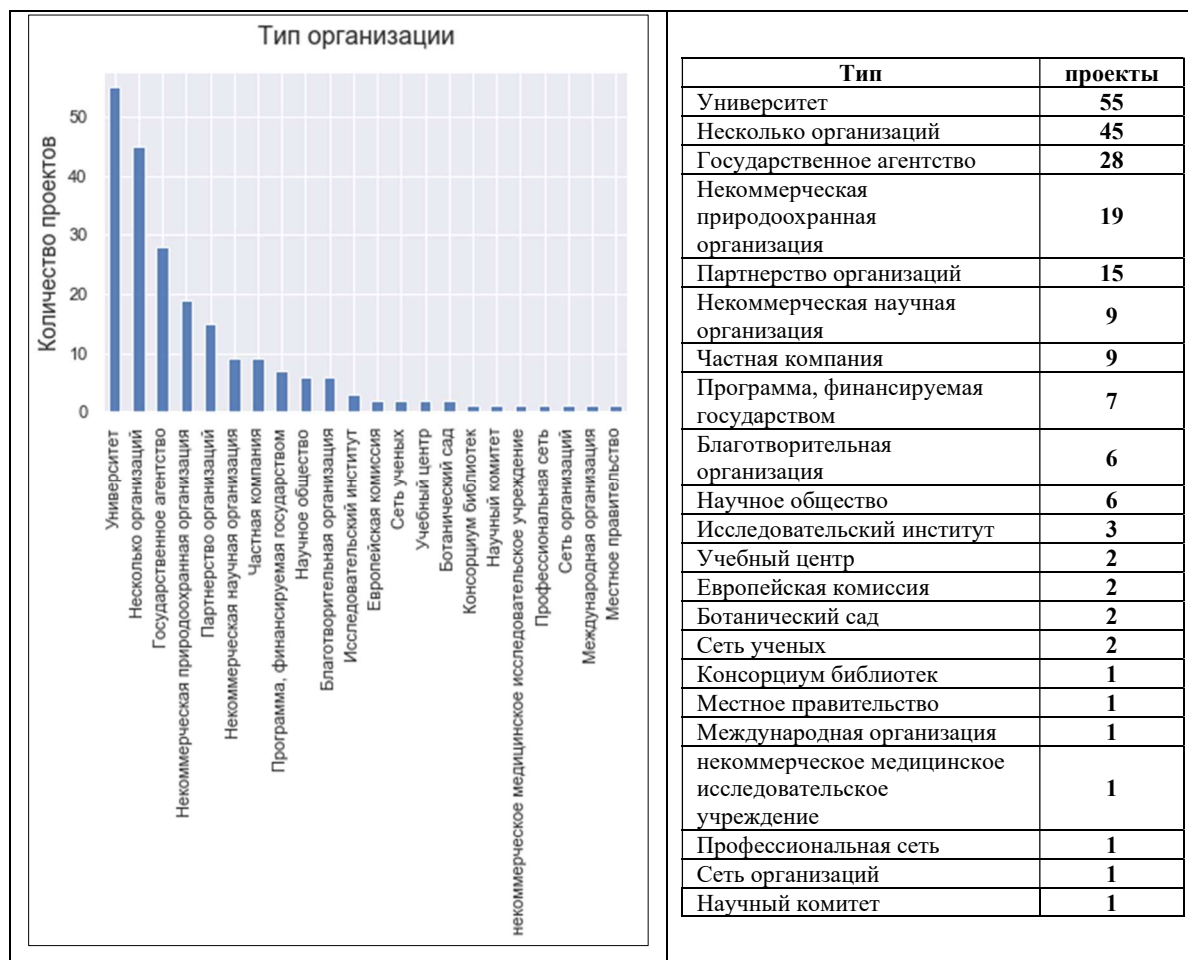 Тип организации
Количество проектов
50
40
30
20
10
0
Университет
Несколько организаций
Государственное агентство
Некоммерческая природоохранная организация
Партнерство организаций
Некоммерческая научная организация
Частная компания
Программа, финансируемая государством
Научное общество
Благотворительная организация
Исследовательский институт
Европейская комиссия
Сеть ученых
Учебный центр
Ботанический сад
Консорциум библиотек
Научный комитет
некоммерческое медицинское исследовательское учреждение
Профессиональная сеть
Сеть организаций
Международная организация
Местное правительство
Тип проекты
Университет 55
Несколько организаций 45
Государственное агентство 28
Некоммерческая
природоохранная
организация
19
Партнерство организаций 15
Некоммерческая научная
организация
9
Частная компания 9
Программа, финансируемая
государством
7
Благотворительная
организация
6
Научное общество 6
Исследовательский институт 3
Учебный центр 2
Европейская комиссия 2
Ботанический сад 2
Сеть ученых 2
Консорциум библиотек 1
Местное правительство 1
Международная организация 1
некоммерческое медицинское
исследовательское
учреждение
1
Профессиональная сеть 1
Сеть организаций 1
Научный комитет 1